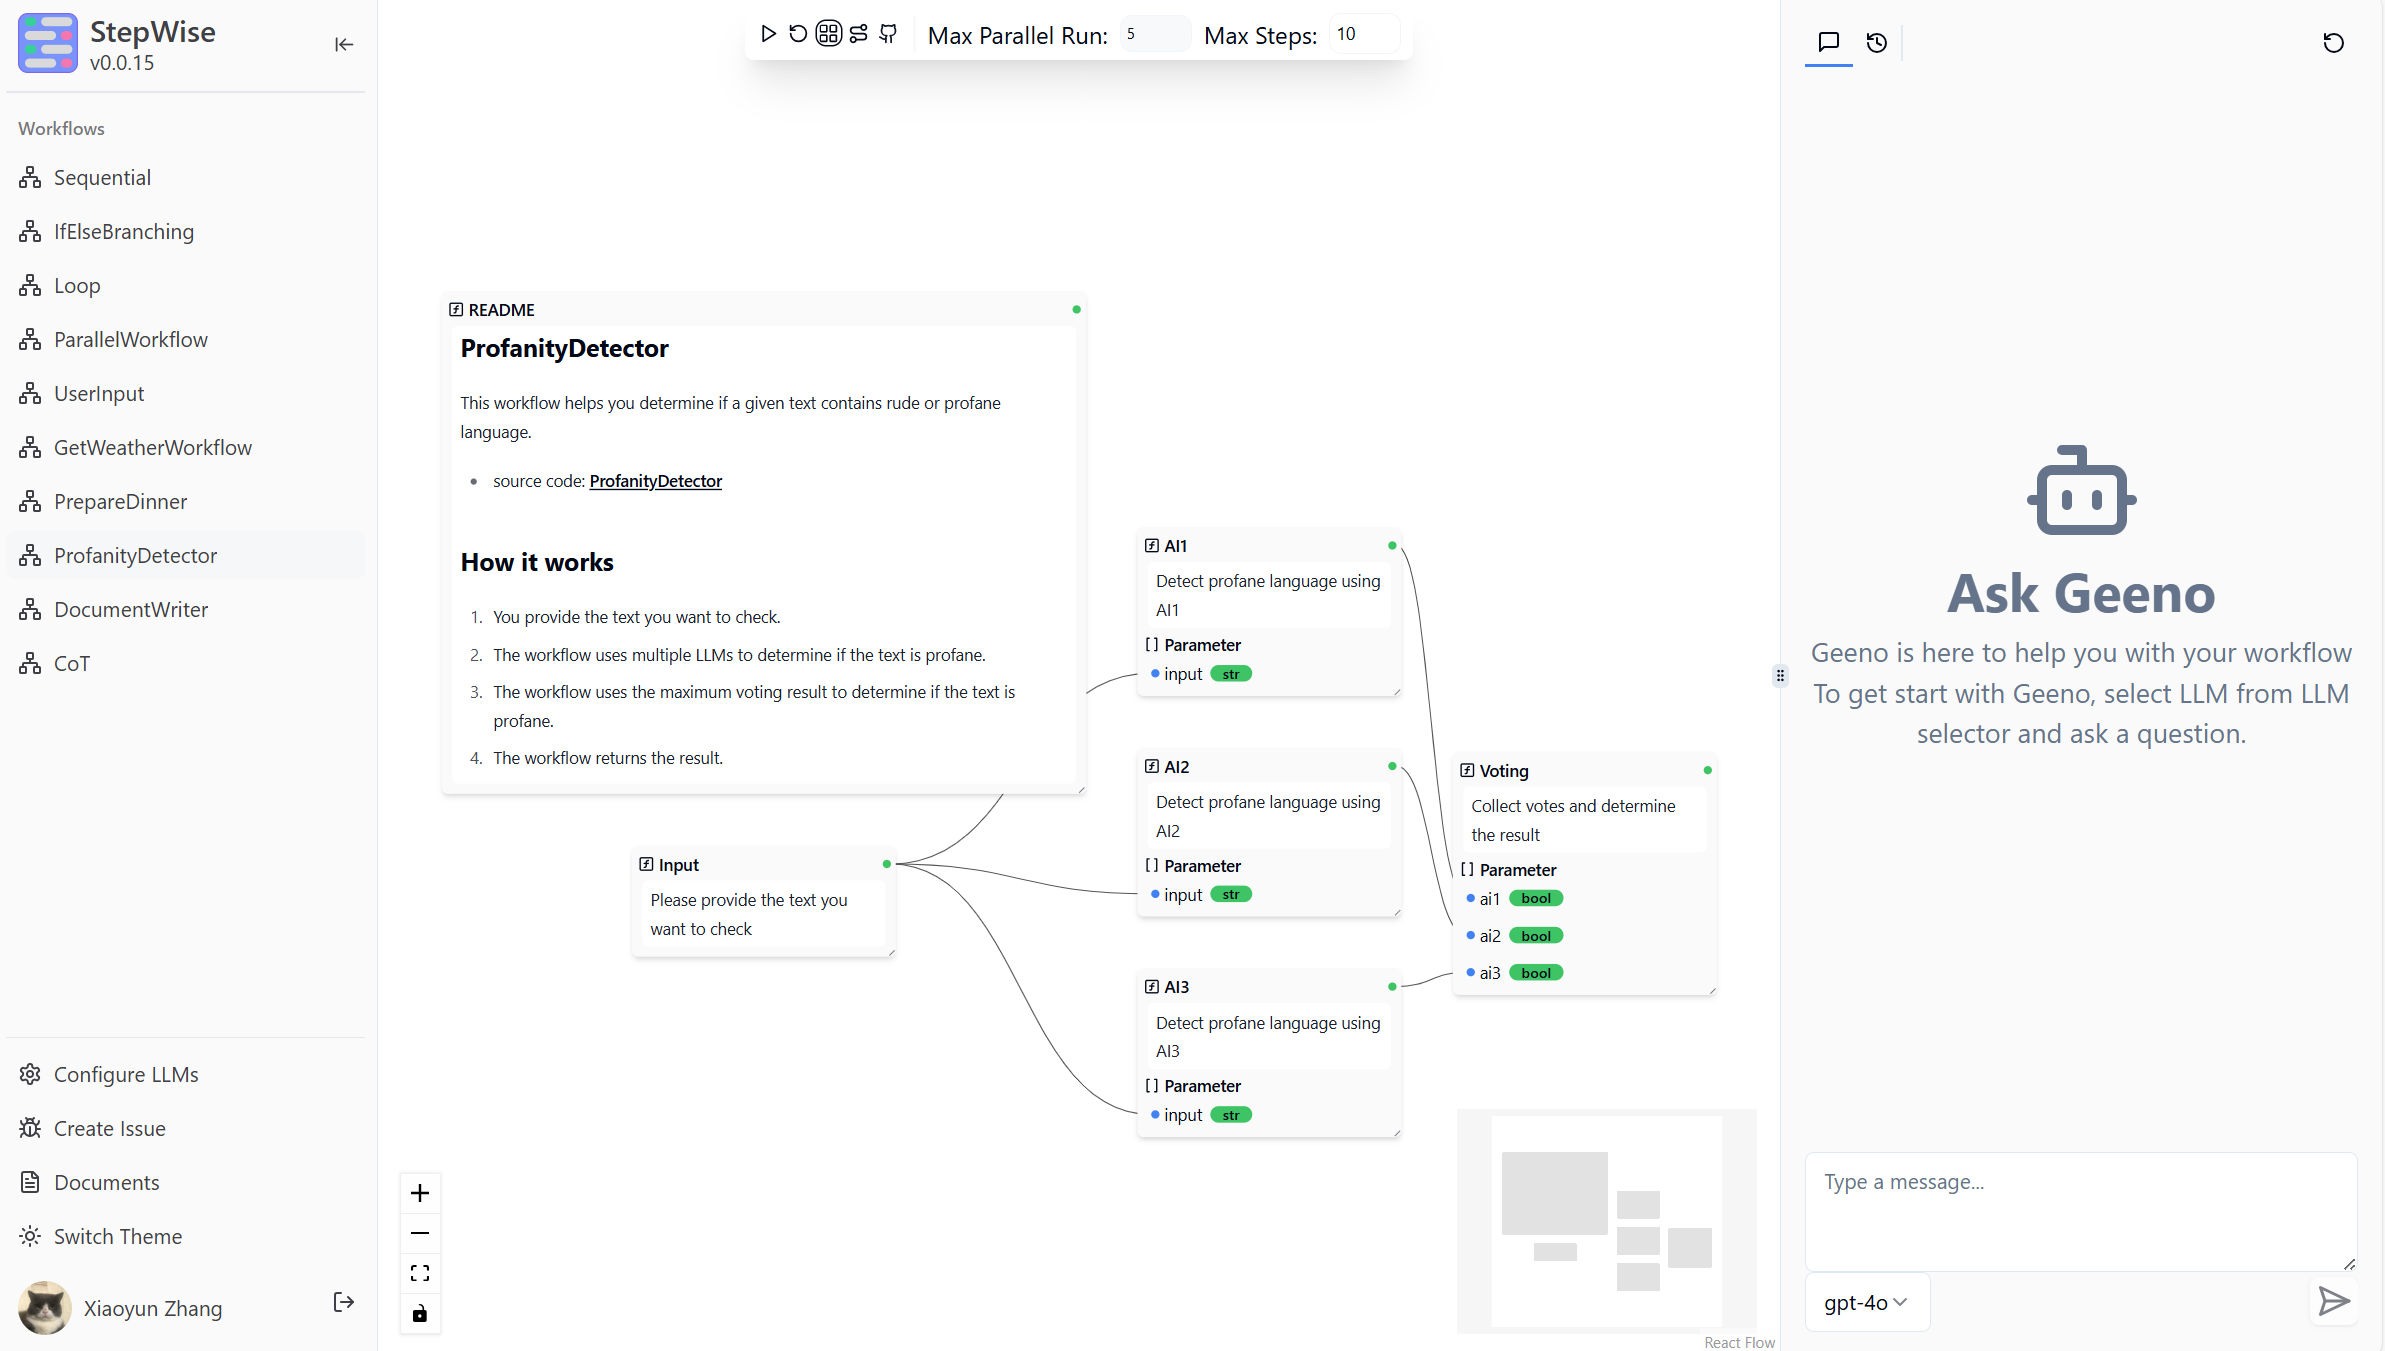 StepWise
v0.0.15
Workflows
Sequential
IfElseBranching
Loop
ParallelWorkflow
UserInput
GetWeatherWorkflow
PrepareDinner
ProfanityDetector
DocumentWriter
CoT
Configure LLMs
Create Issue
Documents
Switch Theme
Xiaoyun Zhang
Max Parallel Run: 5 Max Steps: 10
README
ProfanityDetector
This workflow helps you determine if a given text contains rude or profane
language.
source code: ProfanityDetector
How it works
1. You provide the text you want to check.
2. The workflow uses multiple LLMs to determine if the text is profane.
3. The workflow uses the maximum voting result to determine if the text is
profane.
4. The workflow returns the result.
Input
Please provide the text you
want to check
AI1
Detect profane language using
AI1
[] Parameter
input str
AI2
Detect profane language using
AI2
[] Parameter
input str
AI3
Detect profane language using
AI3
[] Parameter
input str
Voting
Collect votes and determine
the result
[] Parameter
ai1 bool
ai2 bool
ai3 bool
React Flow
Ask Geeno
Geeno is here to help you with your workflow
To get start with Geeno, select LLM from LLM
selector and ask a question.
Type a message...
gpt-4o